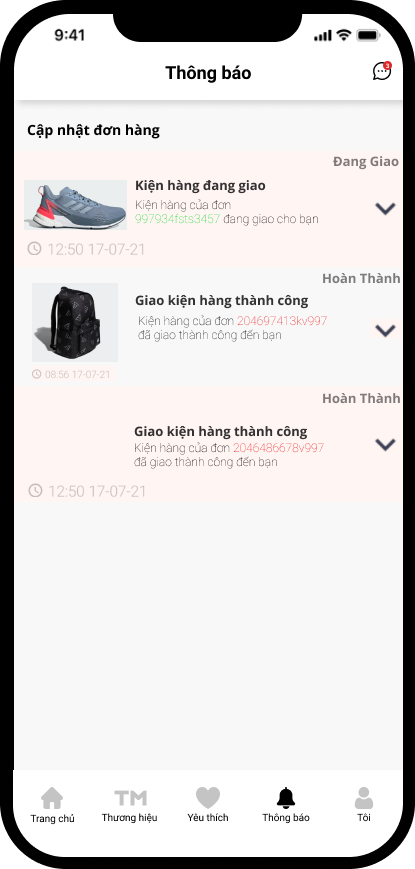 9:41
Thông báo
3
Cập nhật đơn hàng
Đang Giao
Kiện hàng đang giao
Kiện hàng của đơn
997934fsts3457 đang giao cho bạn
12:50 17-07-21
Hoàn Thành
Giao kiện hàng thành công
Kiện hàng của đơn 204697413kv997
đã giao thành công đến bạn
08:56 17-07-21
Hoàn Thành
Giao kiện hàng thành công
Kiện hàng của đơn 2046486678v997
đã giao thành công đến bạn
12:50 17-07-21
TM
Trang chủ Thương hiệu Yêu thích Thông báo Tôi